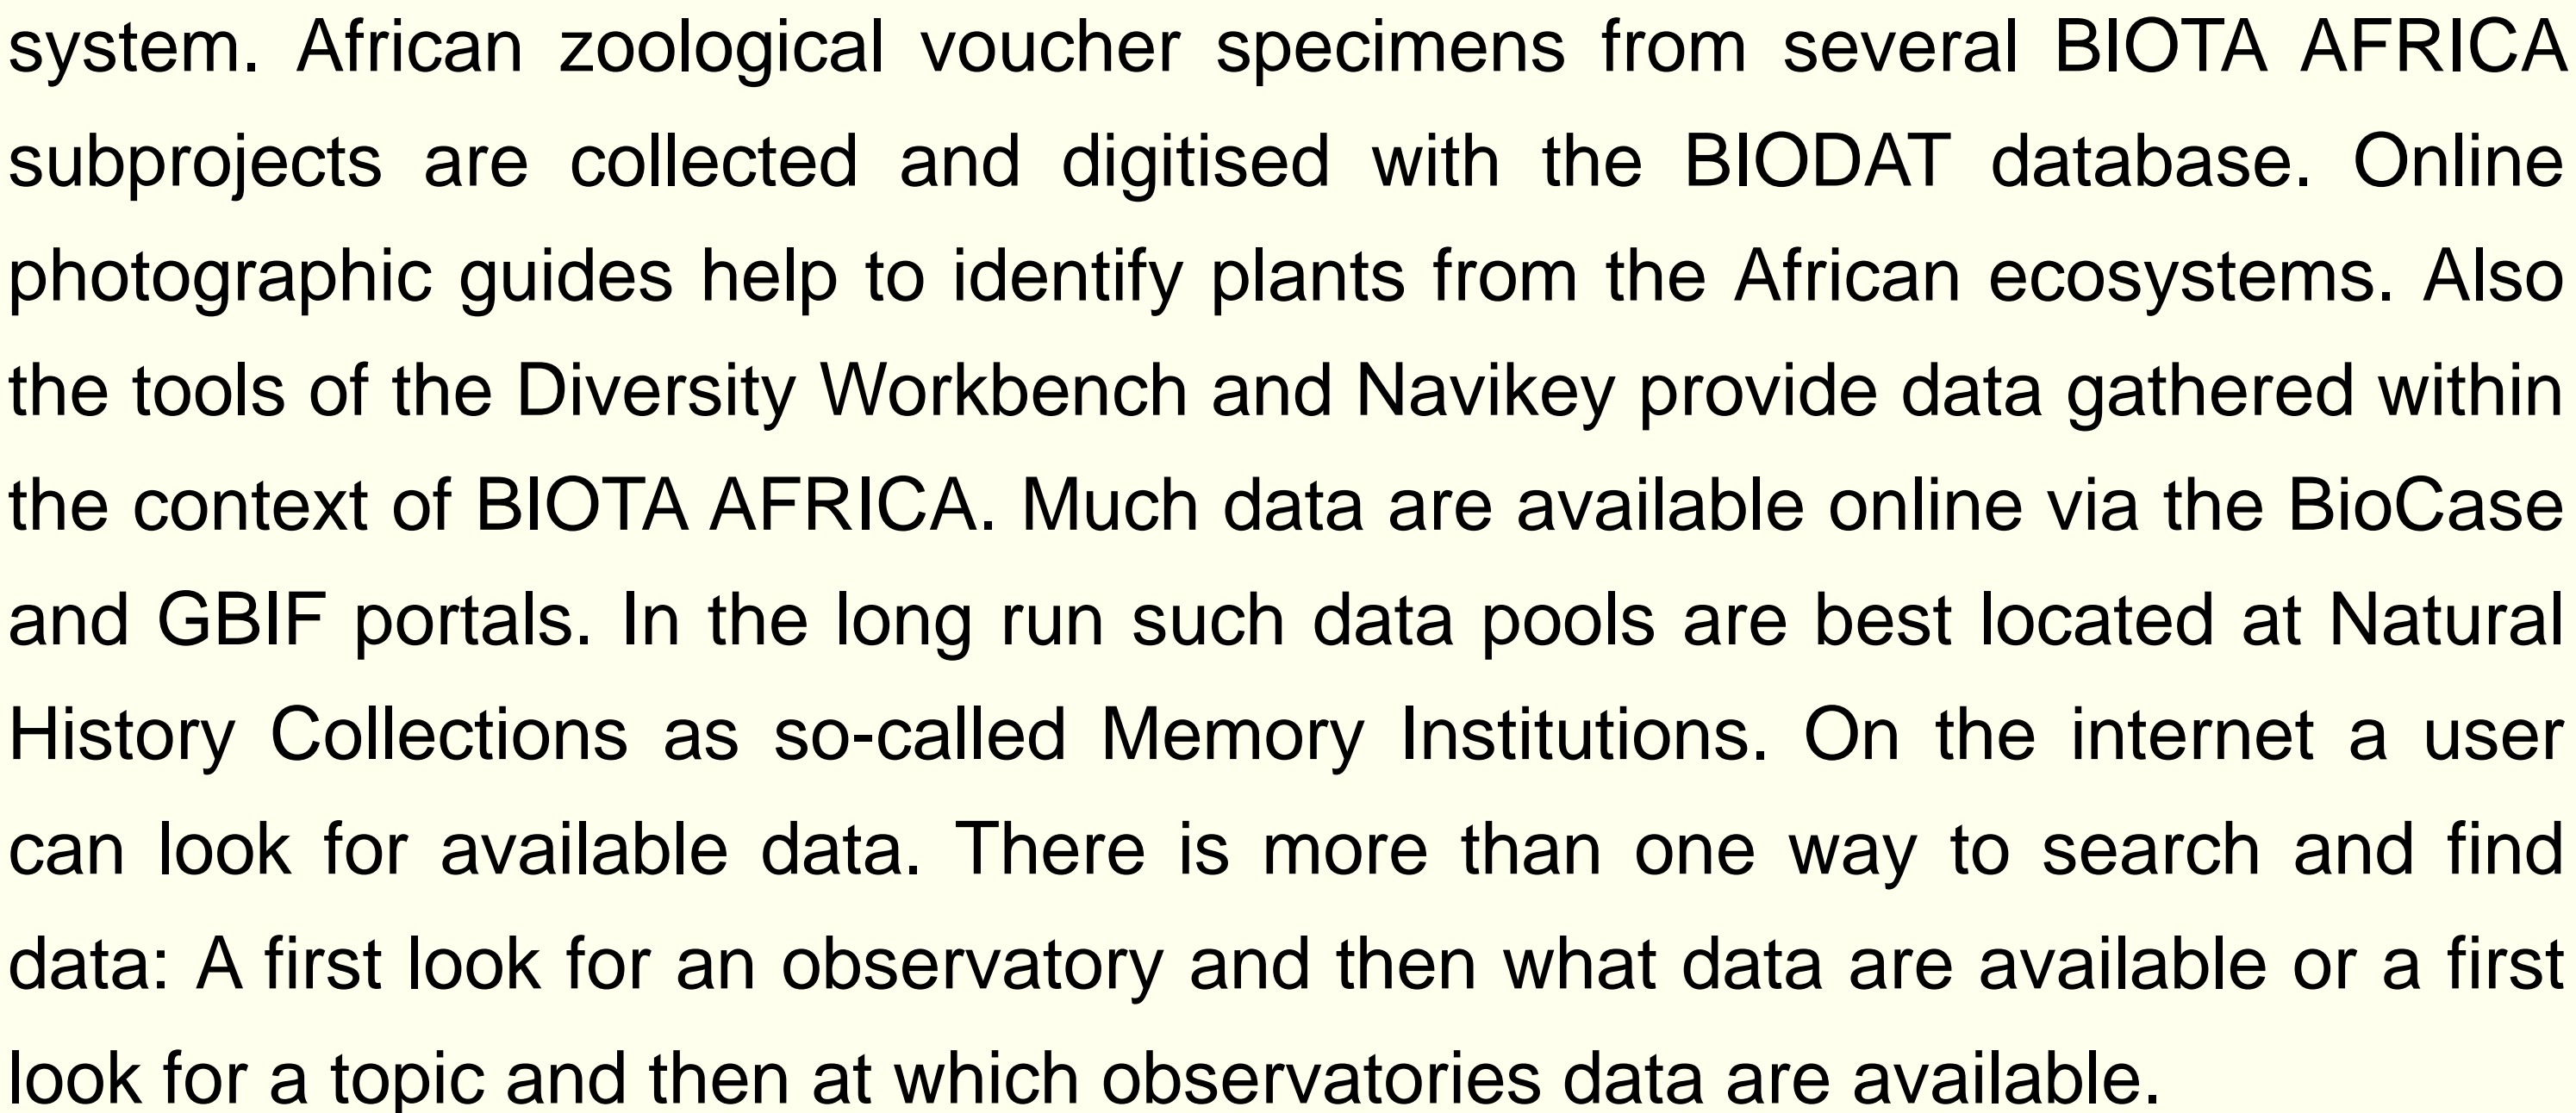 system. African zoological voucher specimens from several BIOTA AFRICA
subprojects are collected and digitised with the BIODAT database. Online
photographic guides help to identify plants from the African ecosystems. Also
the tools of the Diversity Workbench and Navikey provide data gathered within
the context of BIOTA AFRICA. Much data are available online via the BioCase
and GBIF portals. In the long run such data pools are best located at Natural
History Collections as so-called Memory Institutions. On the internet a user
can look for available data. There is more than one way to search and find
data: A first look for an observatory and then what data are available or a first
look for a topic and then at which observatories data are available.